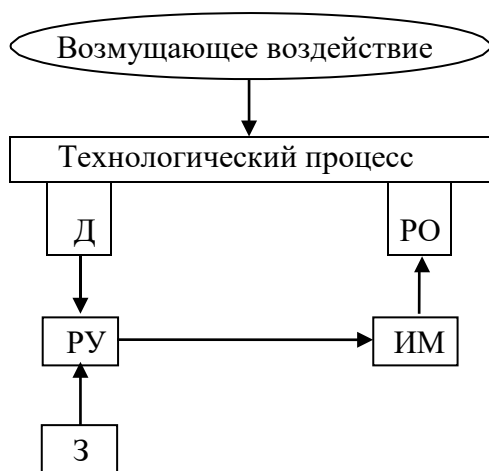 Возмущающее воздействие
Технологический процесс
Д
РО
РУ
ИМ
З